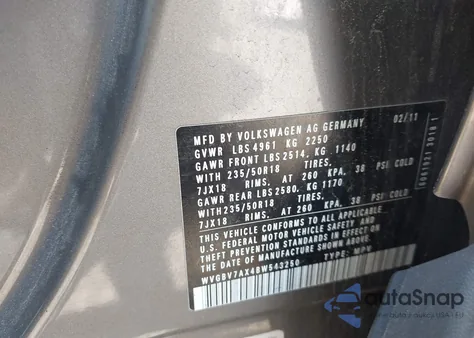 MFD BY VOLKSWAGEN AG GERMANY 02/11
GVWR LBS 4961 KG 2250
GAWR FRONT LBS 2514, KG 1140
WITH 235/50R18 TIRES,
7JX18 RIMS, AT 260 KPA, 38 PSI COLD
GAWR REAR LBS 2580, KG 1170
WITH 235/50R18 TIRES,
7JX18 RIMS, AT 260 KPA, 38 PSI COLD
THIS VEHICLE CONFORMS TO ALL APPLICABLE
U.S. FEDERAL MOTOR VEHICLE SAFETY
STANDARDS IN EFFECT ON THE DATE OF
MANUFACTURE SHOWN ABOVE.
WVGBV7AX4BW543250 TYPE: MPV
autoSnap